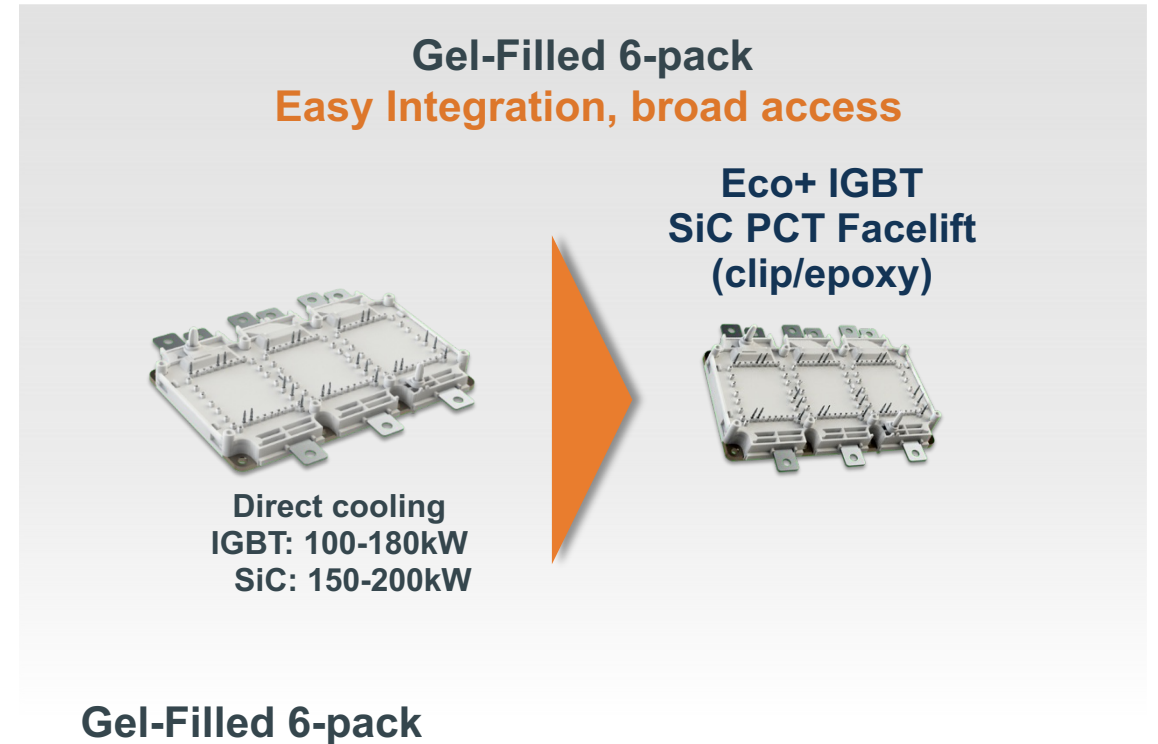 Gel-Filled 6-pack
Easy Integration, broad access
Eco+ IGBT
SiC PCT Facelift
(clip/epoxy)
Direct cooling
IGBT: 100-180kW
SiC: 150-200kW
Gel-Filled 6-pack